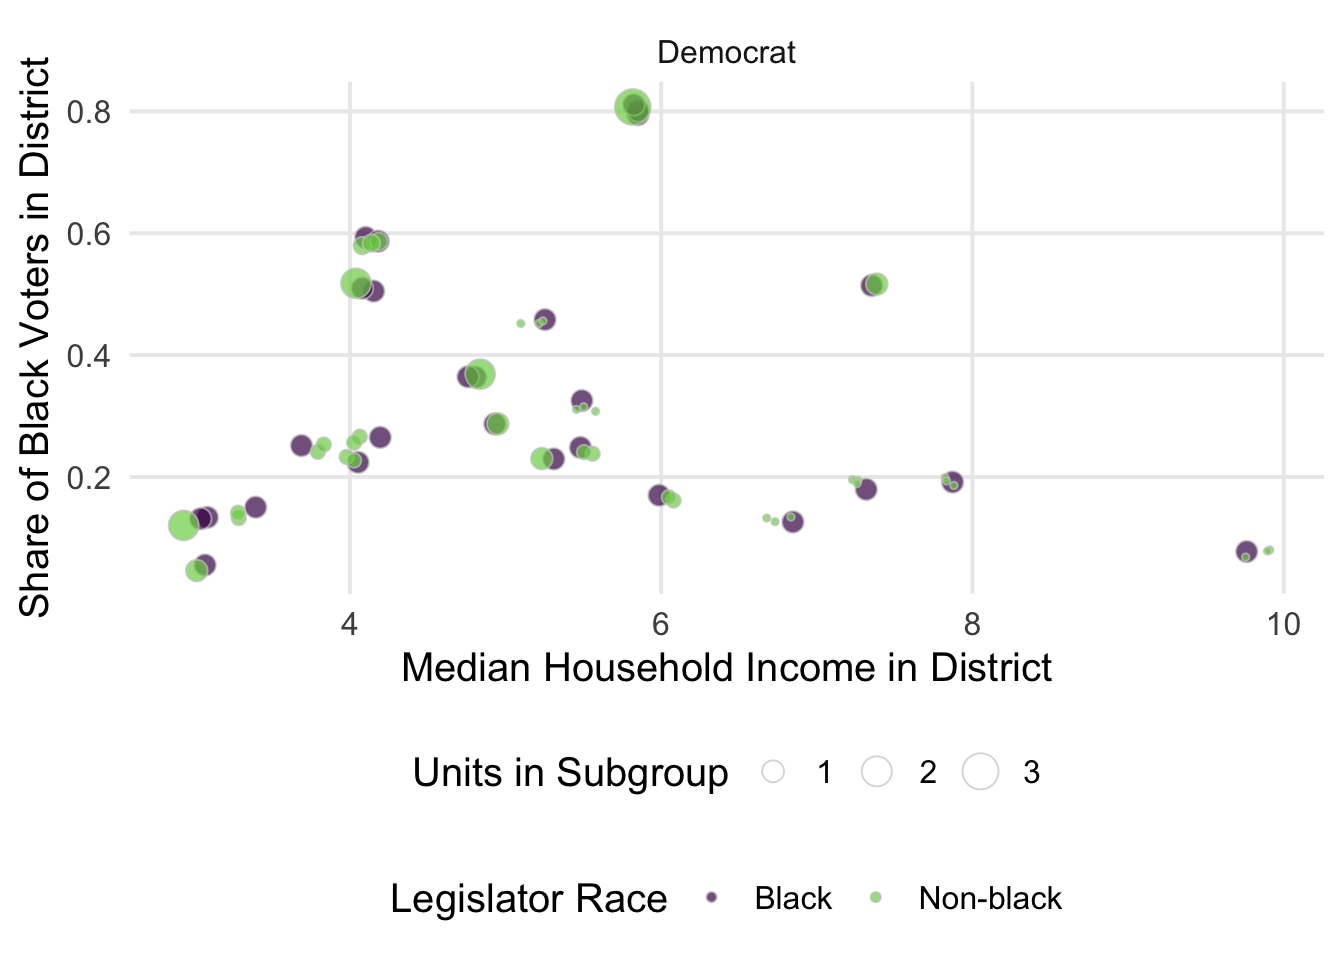 Democrat
Share of Black Voters in District
0.8
0.6
0.4
0.2
4 6 8 10
Median Household Income in District
Units in Subgroup 1 2 3
Legislator Race Black Non-black